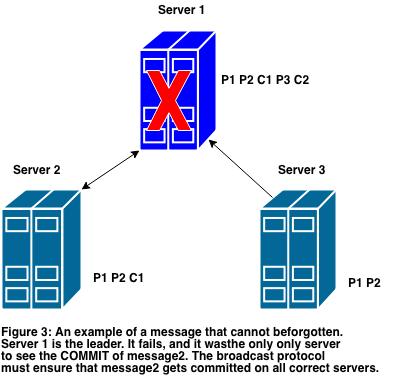 Server 1
P1 P2 C1 P3 C2
Server 2
Server 3
P1 P2 C1
P1 P2
Figure 3: An example of a message that cannot beforgotten.
Server 1 is the leader. It fails, and it wasthe only only server
to see the COMMIT of message2. The broadcast protocol
must ensure that message2 gets committed on all correct servers.